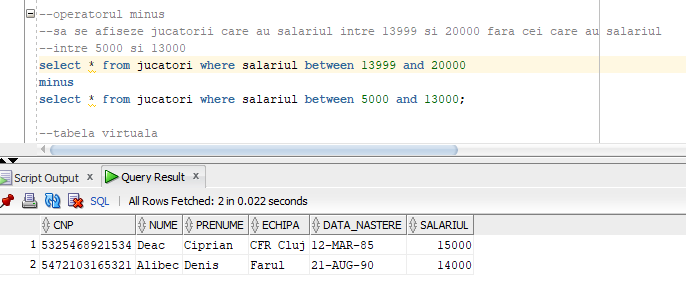 --operatorul minus
--sa se afiseze jucatorii care au salariul intre 13999 si 20000 fara cei care au salariul
--intre 5000 si 13000
select * from jucatori where salariul between 13999 and 20000
minus
select * from jucatori where salariul between 5000 and 13000;
--tabela virtuala
Script Output x Query Result x
SQL | All Rows Fetched: 2 in 0.022 seconds
CNP NUME PRENUME ECHIPA DATA_NASTERE SALARIUL
1 5325468921534 Deac Ciprian CFR Cluj 12-MAR-85 15000
2 5472103165321 Alibec Denis Farul 21-AUG-90 14000